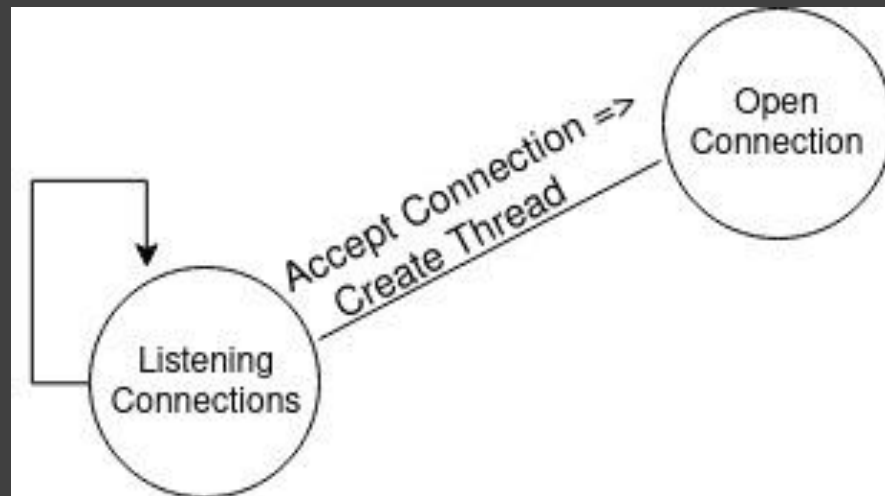 Open
Connection
Accept Connection =>
Create Thread
Listening
Connections